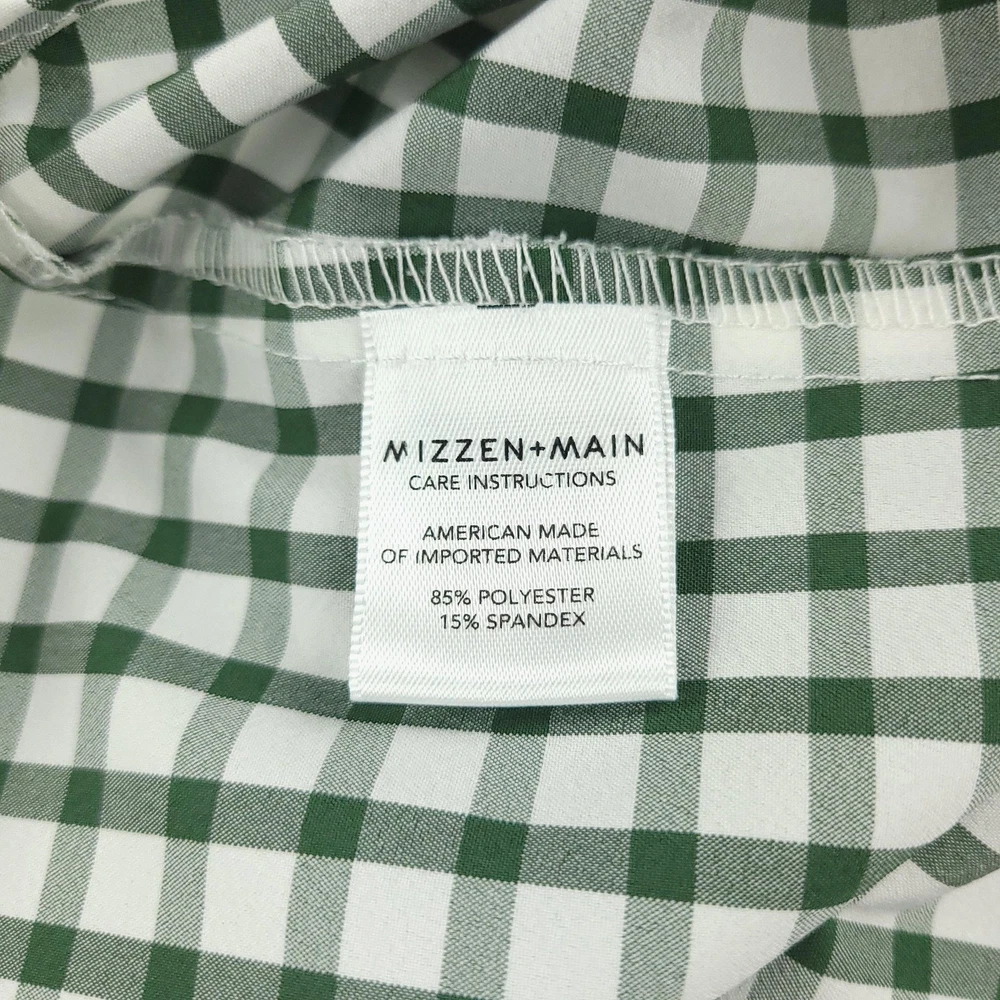 MIZZEN+MAIN
CARE INSTRUCTIONS
AMERICAN MADE
OF IMPORTED MATERIALS
85% POLYESTER
15% SPANDEX